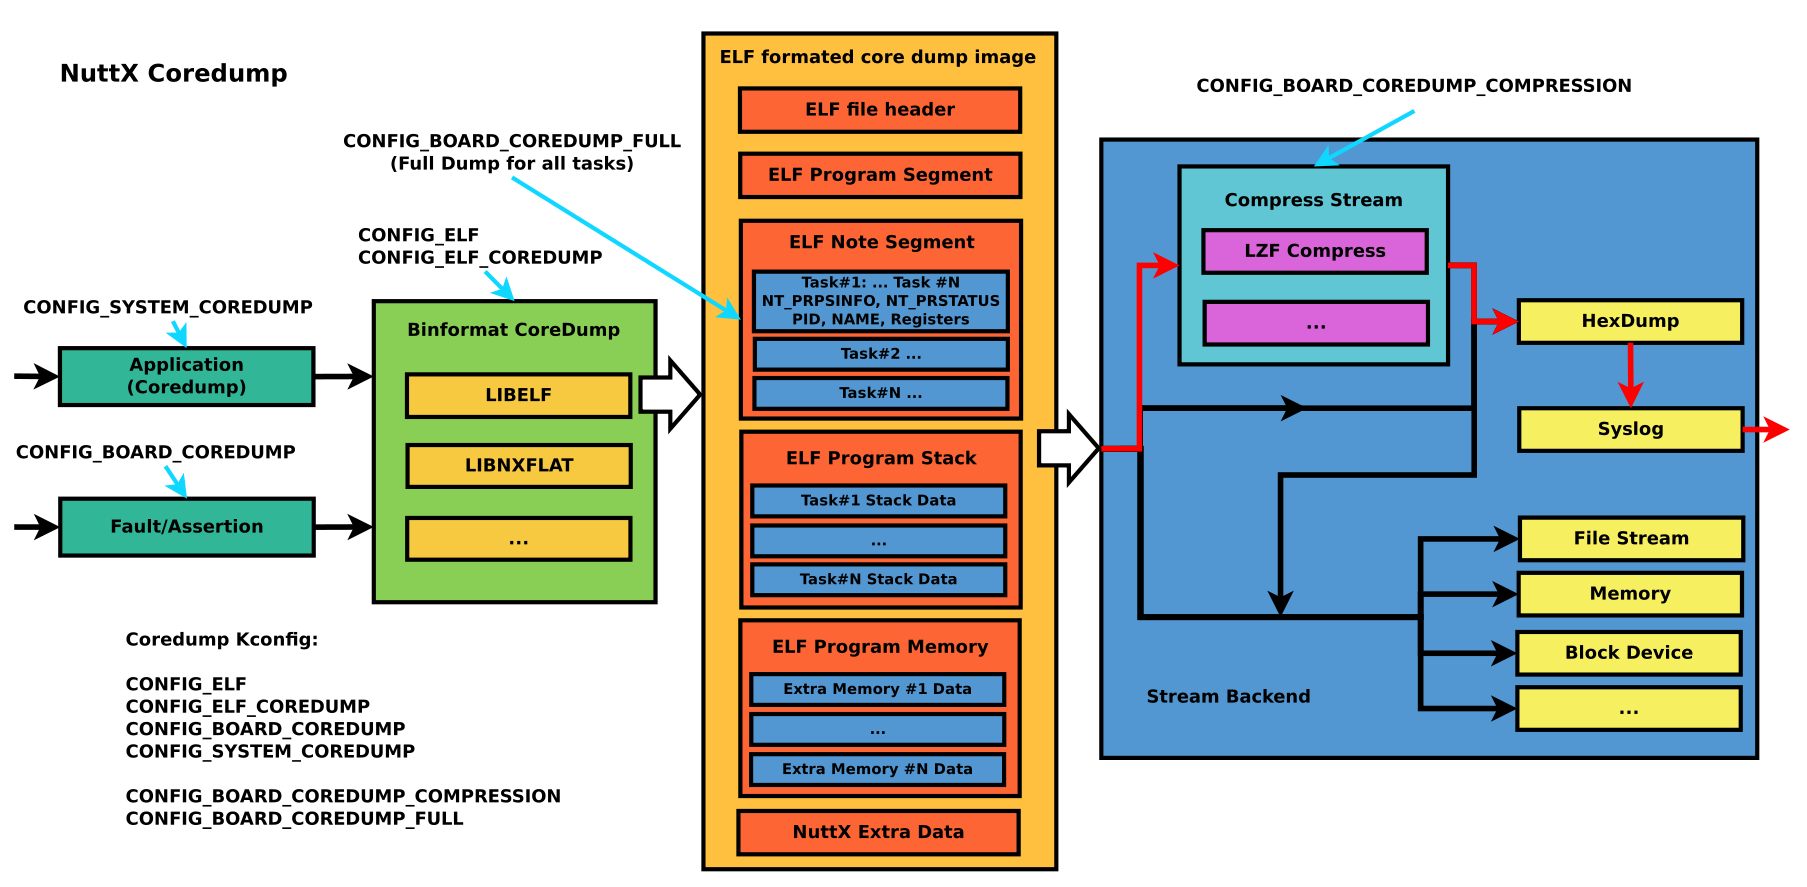 NuttX Coredump
CONFIG_SYSTEM_COREDUMP
Application
(Coredump)
CONFIG_BOARD_COREDUMP
Fault/Assertion
CONFIG_BOARD_COREDUMP_FULL
(Full Dump for all tasks)
CONFIG_ELF
CONFIG_ELF_COREDUMP
Binformat CoreDump
LIBELF
LIBNXFLAT
...
Coredump Kconfig:
CONFIG_ELF
CONFIG_ELF_COREDUMP
CONFIG_BOARD_COREDUMP
CONFIG_SYSTEM_COREDUMP
CONFIG_BOARD_COREDUMP_COMPRESSION
CONFIG_BOARD_COREDUMP_FULL
ELF formated core dump image
ELF file header
ELF Program Segment
ELF Note Segment
Task#1: ... Task #N
NT_PRPSINFO, NT_PRSTATUS
PID, NAME, Registers
Task#2 ...
Task#N ...
ELF Program Stack
Task#1 Stack Data
...
Task#N Stack Data
ELF Program Memory
Extra Memory #1 Data
...
Extra Memory #N Data
NuttX Extra Data
CONFIG_BOARD_COREDUMP_COMPRESSION
Compress Stream
LZF Compress
...
HexDump
Syslog
File Stream
Memory
Block Device
...
Stream Backend